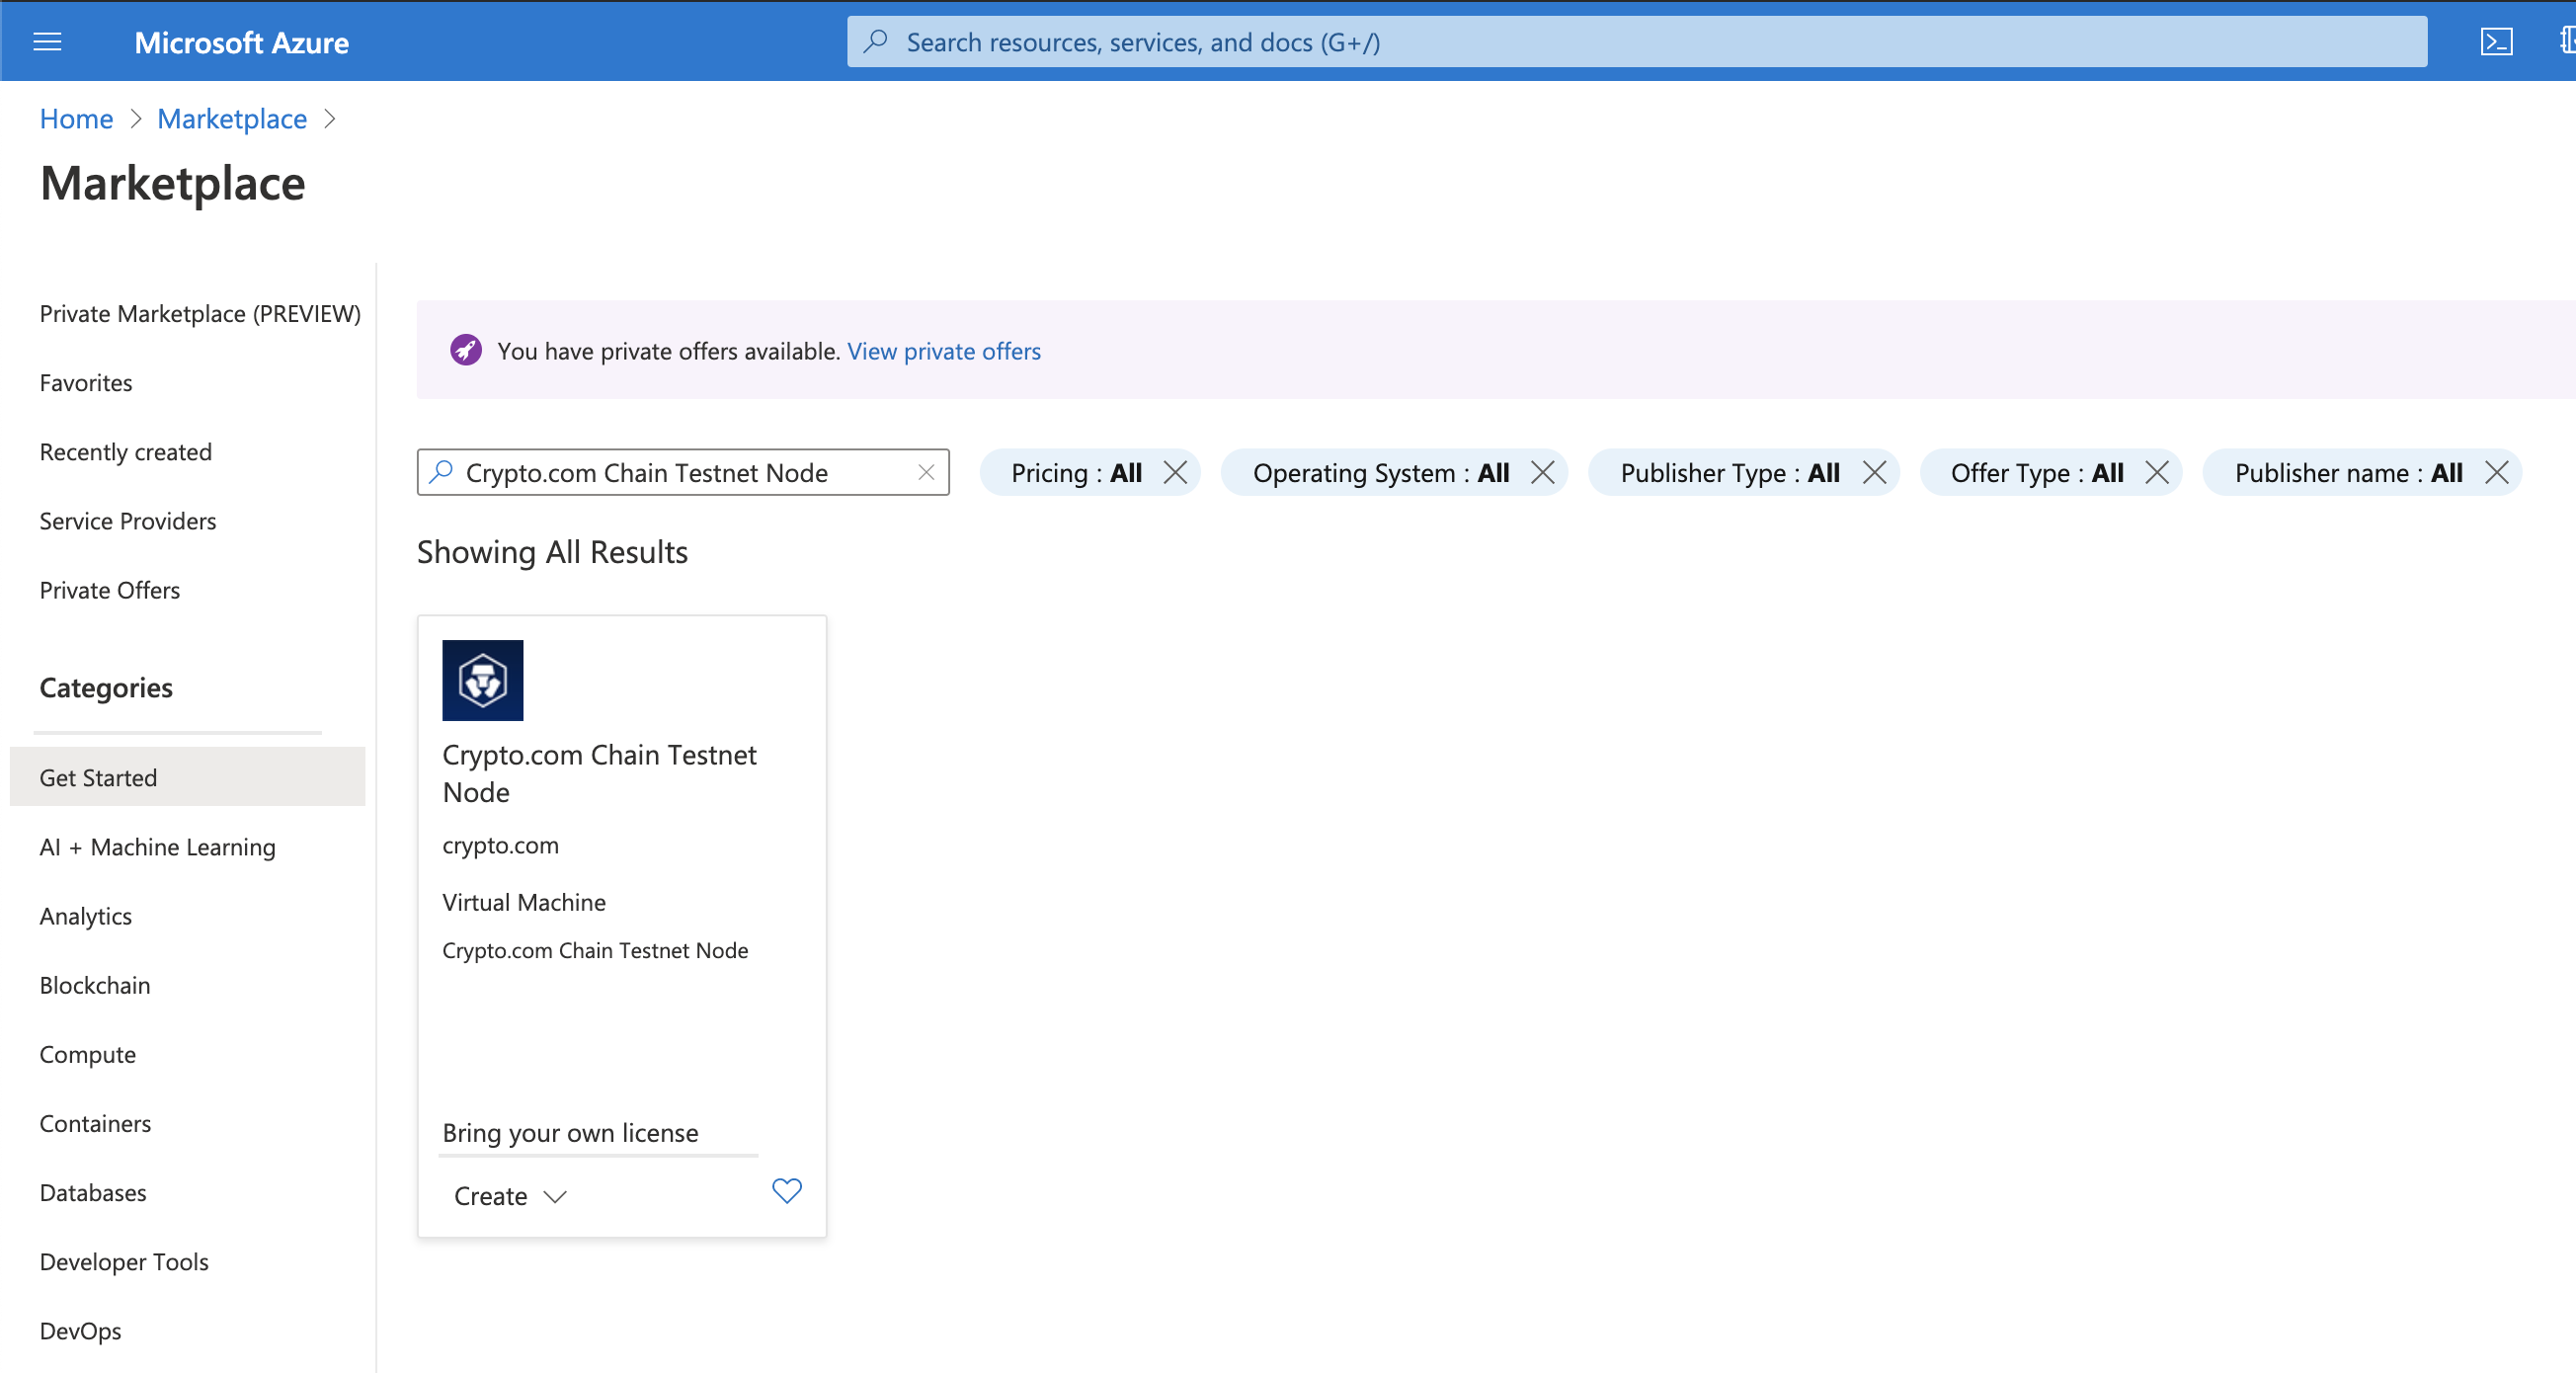 Microsoft Azure
Search resources, services, and docs (G+/)
Home
Marketplace
Marketplace
Private Marketplace (PREVIEW)
Favorites
Recently created
Service Providers
Private Offers
Categories
Get Started
AI + Machine Learning
Analytics
Blockchain
Compute
Containers
Databases
Developer Tools
DevOps
You have private offers available. View private offers
Crypto.com Chain Testnet Node
Pricing : All
Operating System : All
Publisher Type : All
Offer Type : All
Publisher name : All
Showing All Results
Crypto.com Chain Testnet
Node
crypto.com
Virtual Machine
Crypto.com Chain Testnet Node
Bring your own license
Create